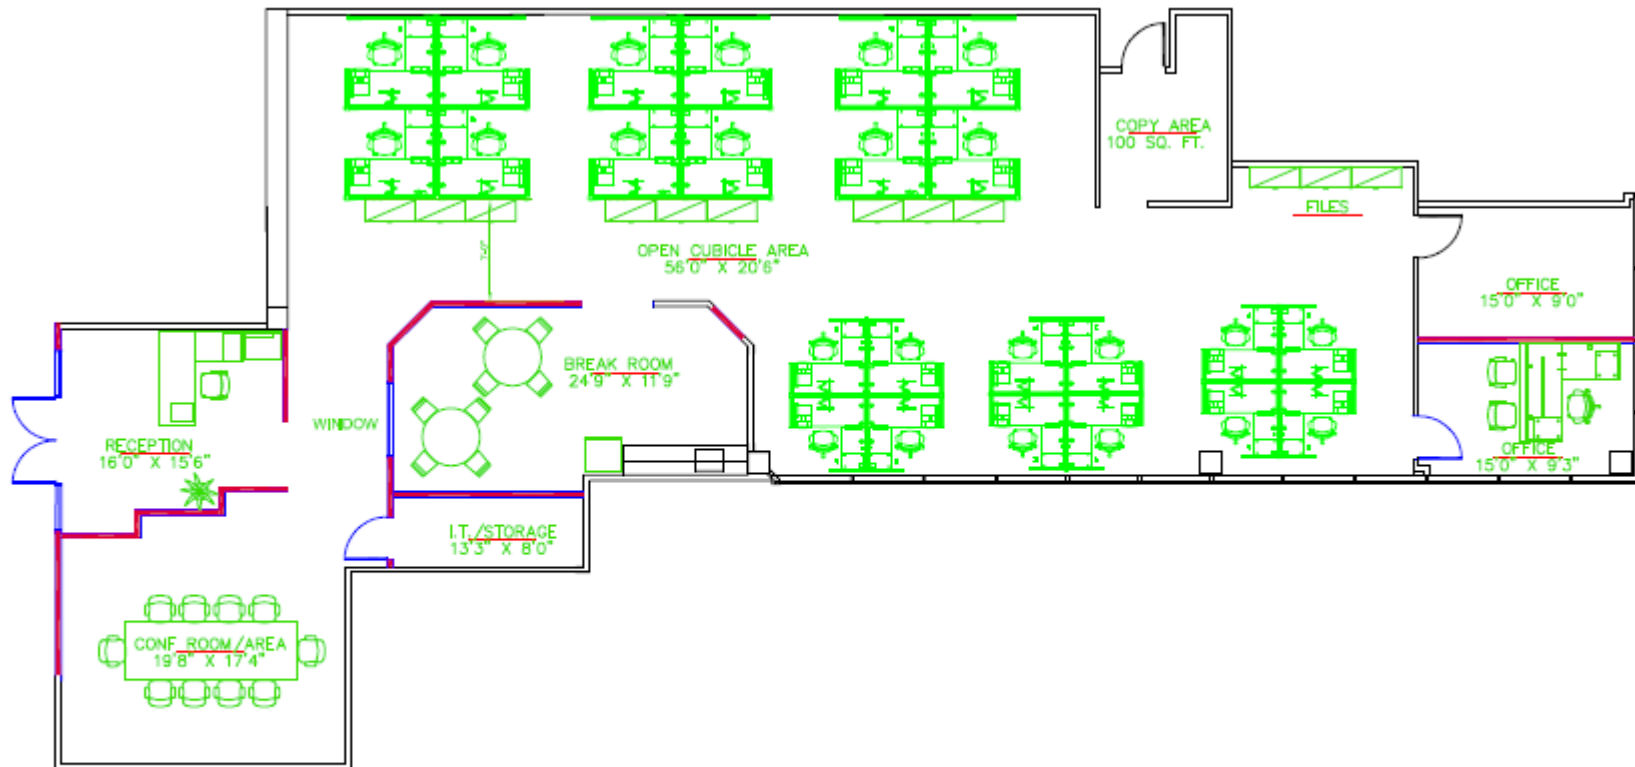 COPY AREA
100 SQ. FT.
FILES
OPEN CUBICLE AREA
56'0" X 20'6"
OFFICE
15'0" X 9'0"
BREAK ROOM
24'9" X 11'9"
WINDOW
RECEPTION
16'0" X 15'6"
OFFICE
15'0" X 9'3"
I.T./STORAGE
13'3" X 8'0"
CONF ROOM/AREA
19'8" X 17'4"